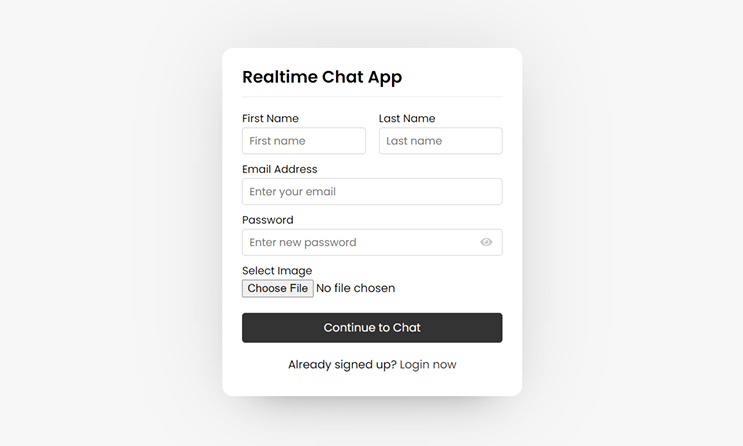 Realtime Chat App
First Name Last Name
First name Last name
Email Address
Enter your email
Password
Enter new password
Select Image
Choose File No file chosen
Continue to Chat
Already signed up? Login now